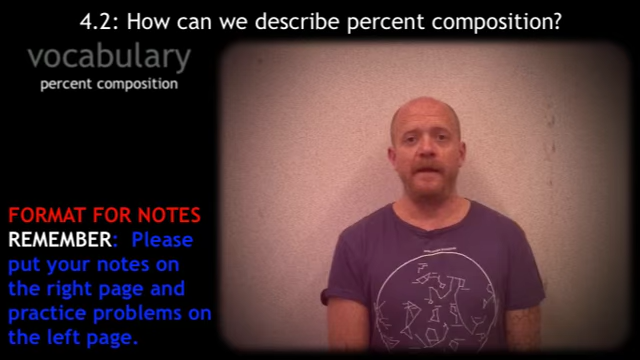 4.2: How can we describe percent composition?
vocabulary
percent composition
FORMAT FOR NOTES
REMEMBER: Please
put your notes on
the right page and
practice problems on
the left page.